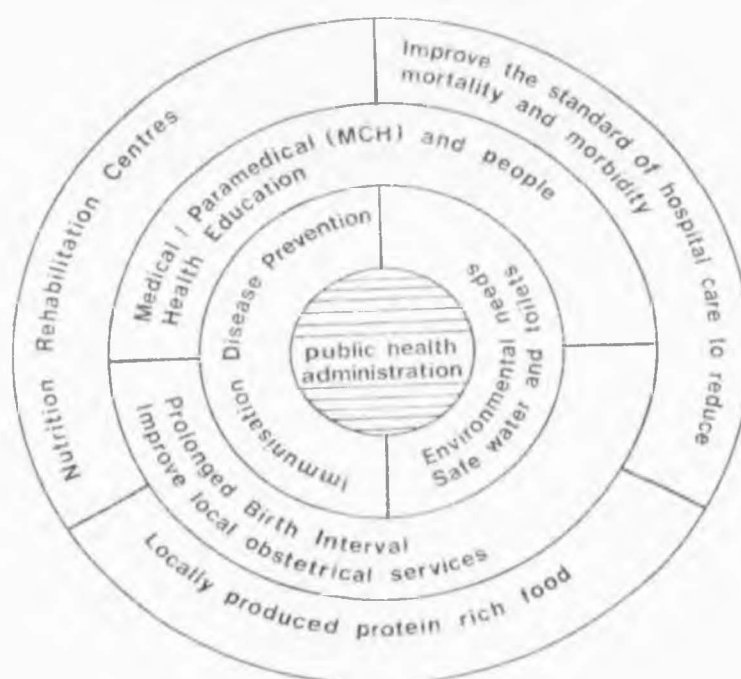 Improve the standard of hospital care to reduce
mortality and morbidity
Nutrition Rehabilitation Centres
Locally produced protein rich food
Medical / Paramedical (MCH) and people
Health Education
Prolonged Birth Interval
Improve local obstetrical services
Immunisation Disease Prevention
Environmental needs
Safe water and toilets
public health
administration